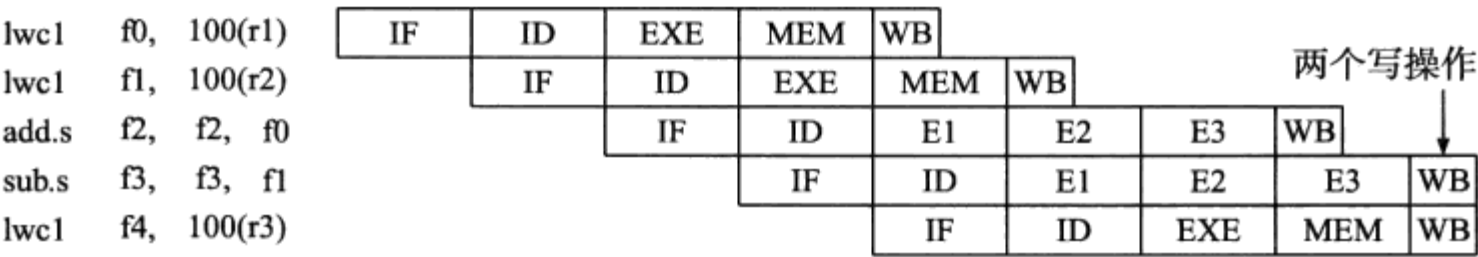 lwc1 f0, 100(r1) IF ID EXE MEM WB
两个写操作
lwc1 f1, 100(r2) IF ID EXE MEM WB
add.s f2, f2, f0 IF ID E1 E2 E3 WB
sub.s f3, f3, f1 IF ID E1 E2 E3 WB
lwc1 f4, 100(r3) IF ID EXE MEM WB